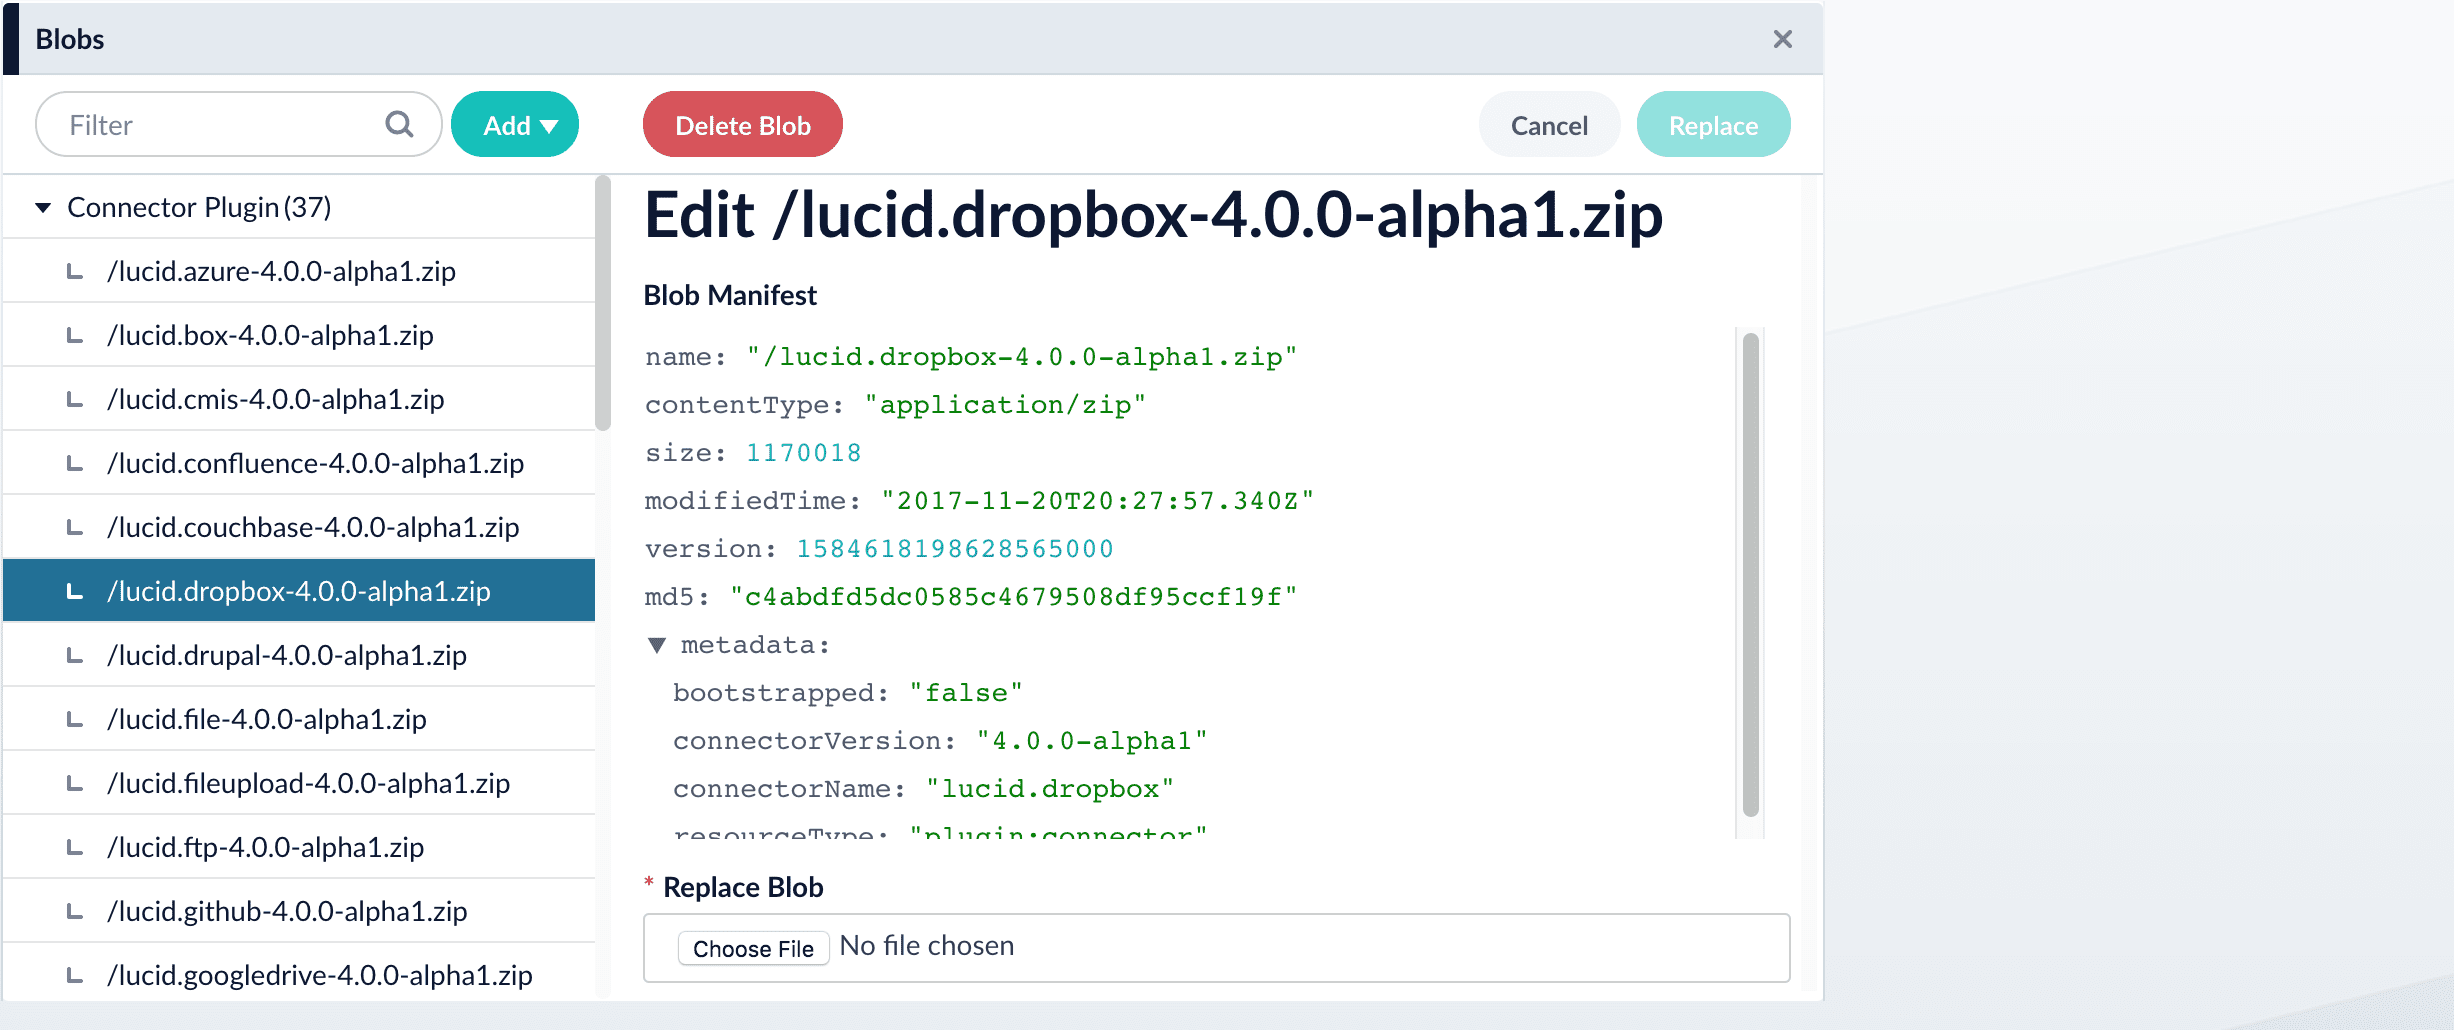 Blobs
Filter
Add
Delete Blob
Cancel
Replace
Connector Plugin (37)
/lucid.azure-4.0.0-alpha1.zip
/lucid.box-4.0.0-alpha1.zip
/lucid.cmis-4.0.0-alpha1.zip
/lucid.confluence-4.0.0-alpha1.zip
/lucid.couchbase-4.0.0-alpha1.zip
/lucid.dropbox-4.0.0-alpha1.zip
/lucid.drupal-4.0.0-alpha1.zip
/lucid.file-4.0.0-alpha1.zip
/lucid.fileupload-4.0.0-alpha1.zip
/lucid.ftp-4.0.0-alpha1.zip
/lucid.github-4.0.0-alpha1.zip
/lucid.googledrive-4.0.0-alpha1.zip
Edit /lucid.dropbox-4.0.0-alpha1.zip
Blob Manifest
name: "/lucid.dropbox-4.0.0-alpha1.zip"
contentType: "application/zip"
size: 1170018
modifiedTime: "2017-11-20T20:27:57.340Z"
version: 1584618198628565000
md5: "c4abdfd5dc0585c4679508df95ccf19f"
metadata:
bootstrapped: "false"
connectorVersion: "4.0.0-alpha1"
connectorName: "lucid.dropbox"
resourceType: "plugin:connector"
* Replace Blob
Choose File No file chosen